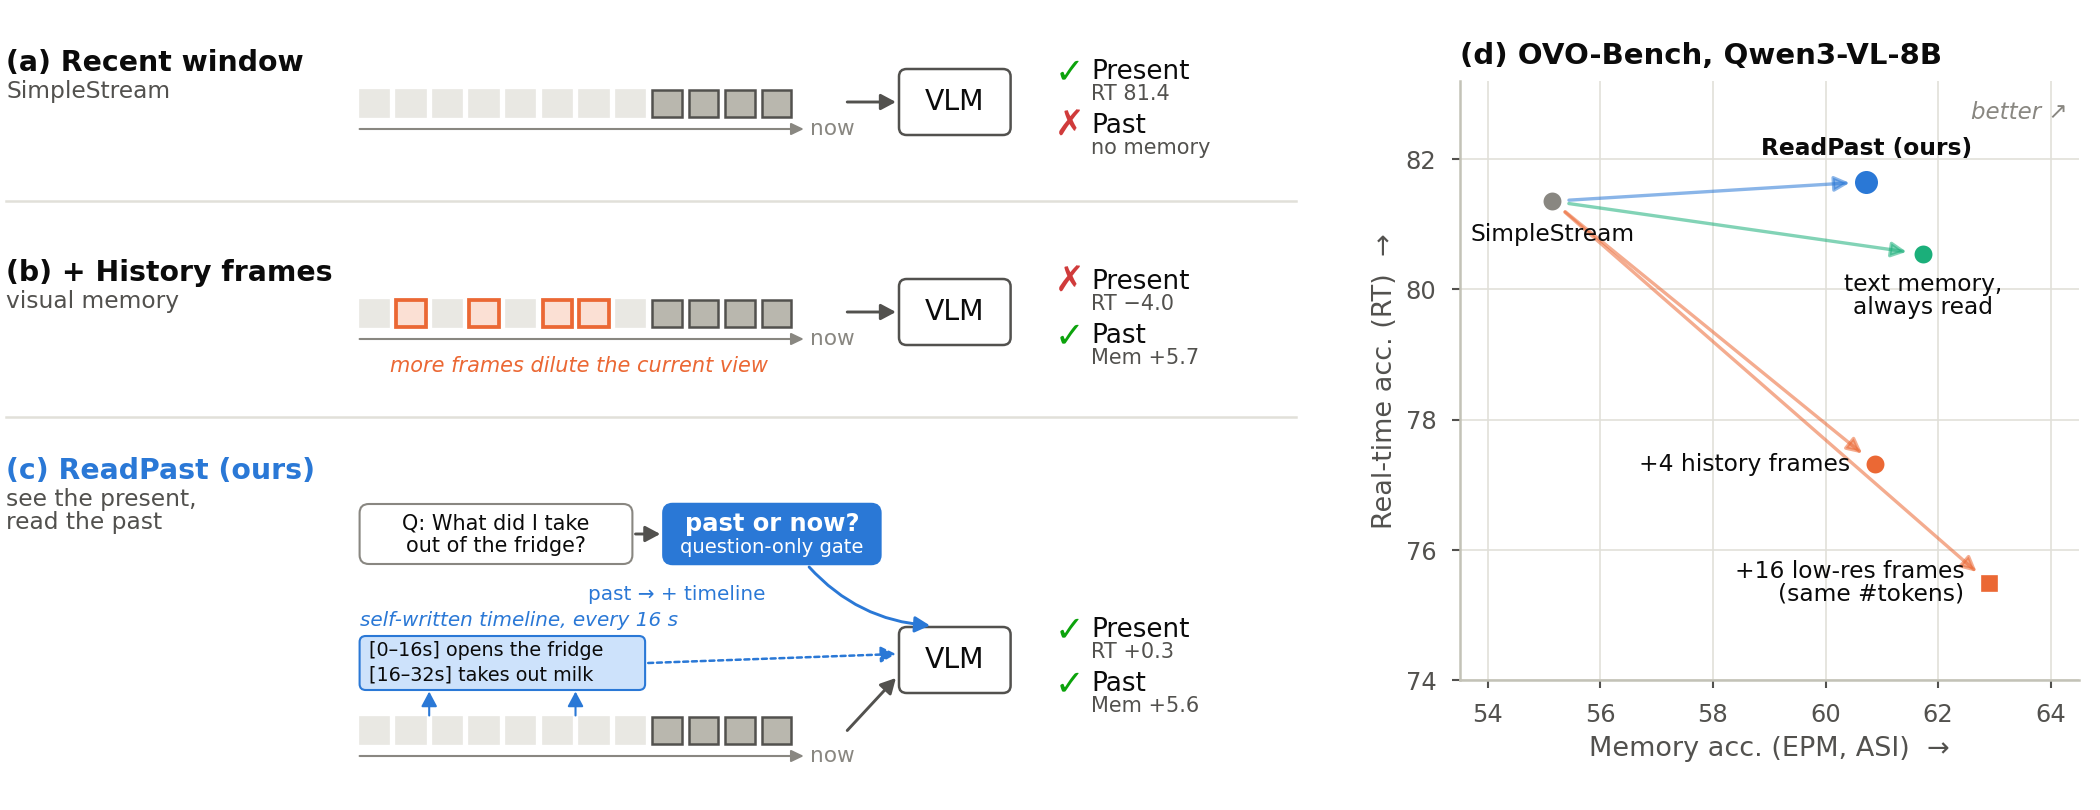 (a) Recent window
SimpleStream
now
VLM
✓ Present
RT 81.4
✗ Past
no memory
(b) + History frames
visual memory
now
more frames dilute the current view
VLM
✗ Present
RT −4.0
✓ Past
Mem +5.7
(c) ReadPast (ours)
see the present,
read the past
Q: What did I take
out of the fridge?
past or now?
question-only gate
past → + timeline
self-written timeline, every 16 s
[0–16s] opens the fridge
[16–32s] takes out milk
now
VLM
✓ Present
RT +0.3
✓ Past
Mem +5.6
(d) OVO-Bench, Qwen3-VL-8B
better ↗
ReadPast (ours)
SimpleStream
text memory,
always read
+4 history frames
+16 low-res frames
(same #tokens)
Real-time acc. (RT) →
82
80
78
76
74
54 56 58 60 62 64
Memory acc. (EPM, ASI) →